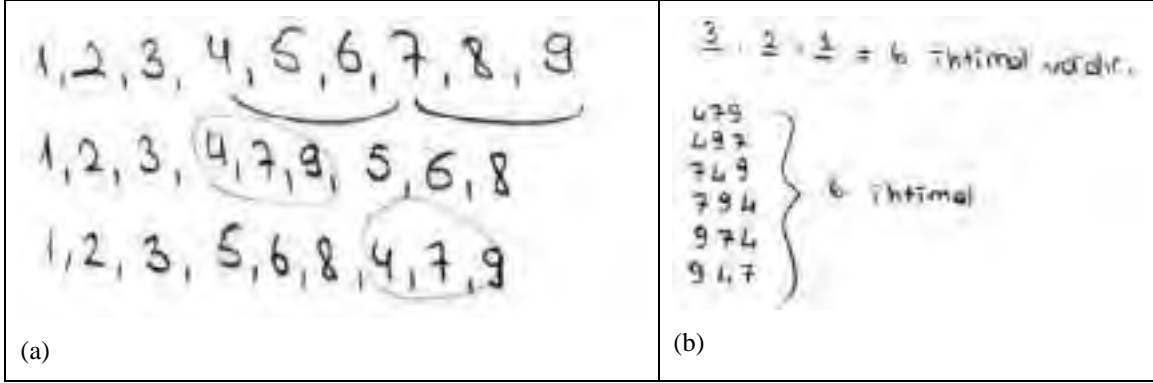 1, 2, 3, 4, 5, 6, 7, 8, 9
1, 2, 3, 4, 7, 9, 5, 6, 8
1, 2, 3, 5, 6, 8, 4, 7, 9
(a)
3 . 2 . 1 = 6 ihtimal vardır.
479
497
749
794
974
947
6 ihtimal
(b)